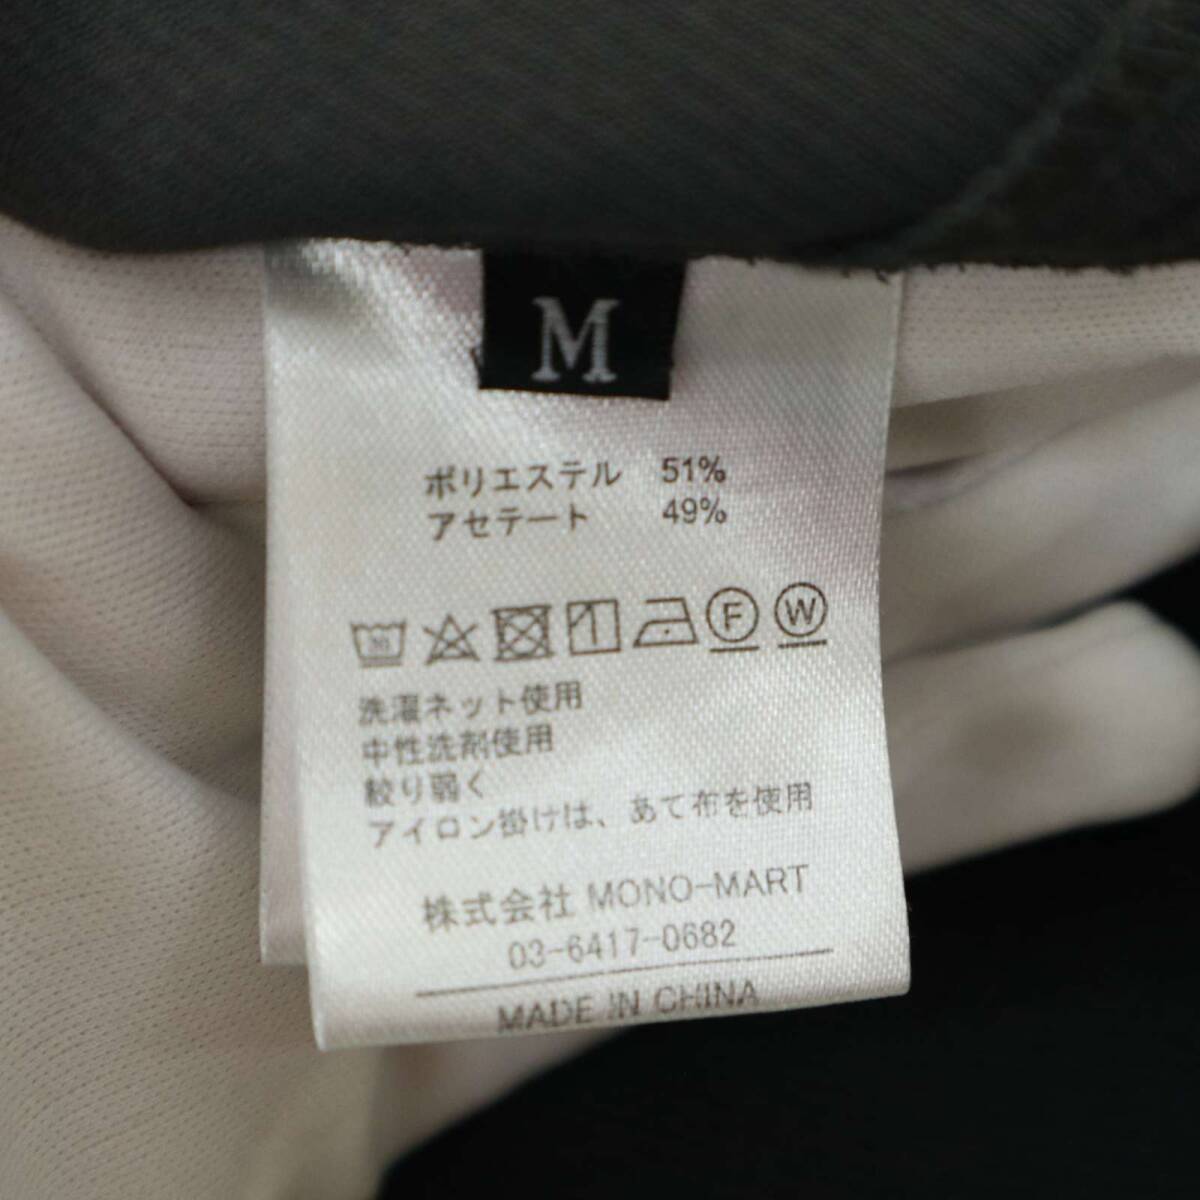 M
ポリエステル 51%
アセテート 49%
F W
洗濯ネット使用
中性洗剤使用
絞り弱く
アイロン掛けは、あて布を使用
株式会社 MONO-MART
03-6417-0682
MADE IN CHINA